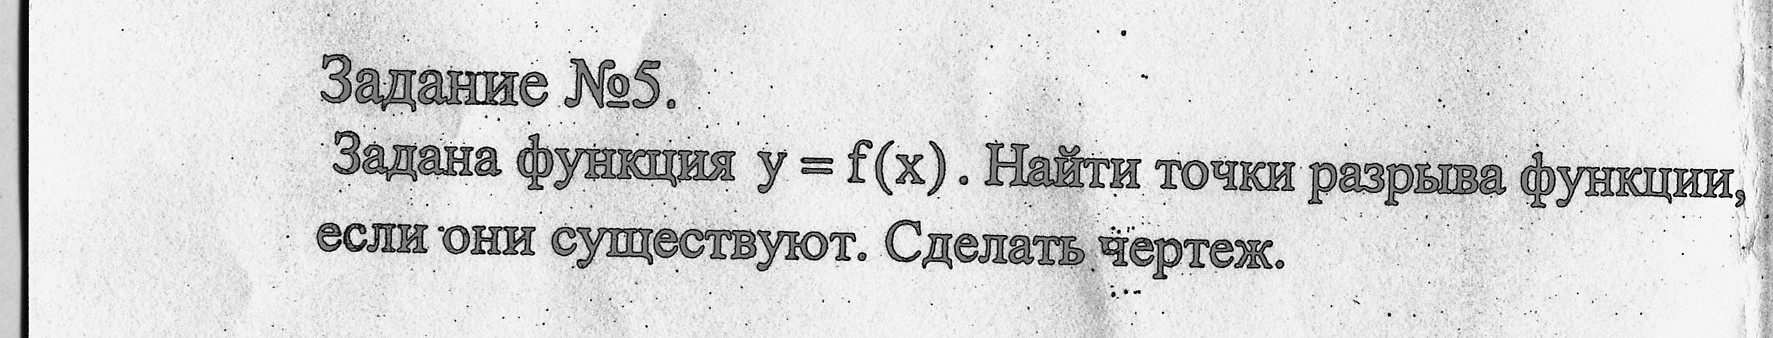 Задание №5.
Задана функция y = f(x). Найти точки разрыва функции,
если они существуют. Сделать чертеж.